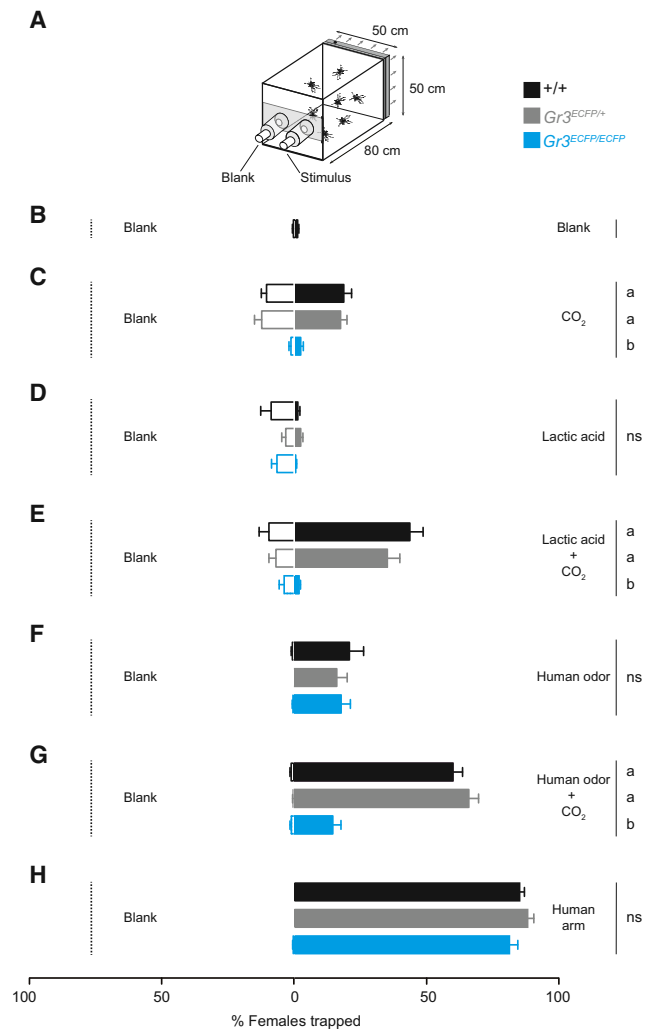 A
50 cm
50 cm
80 cm
Blank
Stimulus
+/+
Gr3ECFP/+
Gr3ECFP/ECFP
B
Blank
Blank
C
Blank
CO2
a
a
b
D
Blank
Lactic acid
ns
E
Blank
Lactic acid
+
CO2
a
a
b
F
Blank
Human odor
ns
G
Blank
Human odor
+
CO2
a
a
b
H
Blank
Human
arm
ns
100
50
0
50
100
% Females trapped